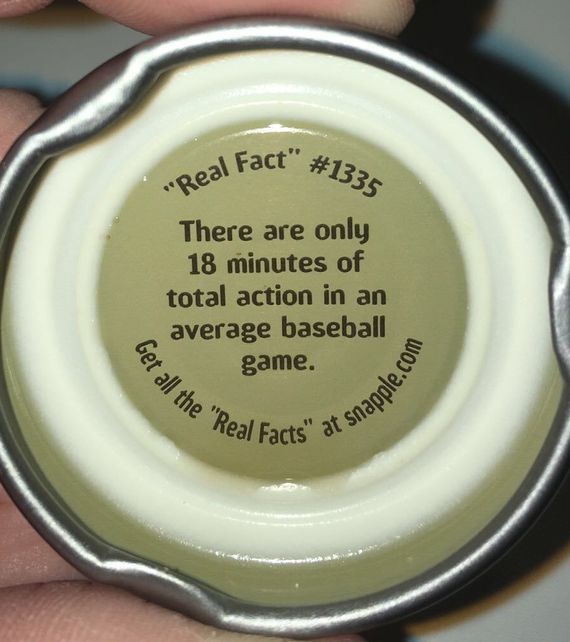 "Real Fact" #1335
There are only
18 minutes of
total action in an
average baseball
game.
Get all the "Real Facts" at snapple.com